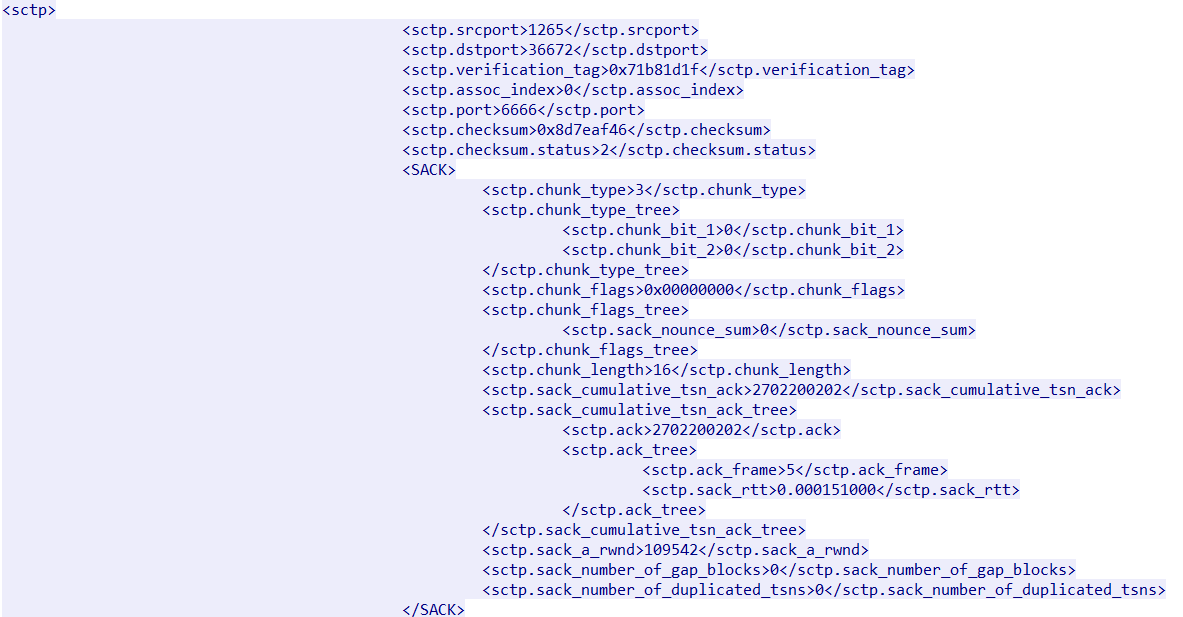 <sctp>
<sctp.srcport>1265</sctp.srcport>
<sctp.dstport>36672</sctp.dstport>
<sctp.verification_tag>0x71b81d1f</sctp.verification_tag>
<sctp.assoc_index>0</sctp.assoc_index>
<sctp.port>6666</sctp.port>
<sctp.checksum>0x8d7eaf46</sctp.checksum>
<sctp.checksum.status>2</sctp.checksum.status>
<SACK>
<sctp.chunk_type>3</sctp.chunk_type>
<sctp.chunk_type_tree>
<sctp.chunk_bit_1>0</sctp.chunk_bit_1>
<sctp.chunk_bit_2>0</sctp.chunk_bit_2>
</sctp.chunk_type_tree>
<sctp.chunk_flags>0x00000000</sctp.chunk_flags>
<sctp.chunk_flags_tree>
<sctp.sack_nounce_sum>0</sctp.sack_nounce_sum>
</sctp.chunk_flags_tree>
<sctp.chunk_length>16</sctp.chunk_length>
<sctp.sack_cumulative_tsn_ack>2702200202</sctp.sack_cumulative_tsn_ack>
<sctp.sack_cumulative_tsn_ack_tree>
<sctp.ack>2702200202</sctp.ack>
<sctp.ack_tree>
<sctp.ack_frame>5</sctp.ack_frame>
<sctp.sack_rtt>0.000151000</sctp.sack_rtt>
</sctp.ack_tree>
</sctp.sack_cumulative_tsn_ack_tree>
<sctp.sack_a_rwnd>109542</sctp.sack_a_rwnd>
<sctp.sack_number_of_gap_blocks>0</sctp.sack_number_of_gap_blocks>
<sctp.sack_number_of_duplicated_tsns>0</sctp.sack_number_of_duplicated_tsns>
</SACK>